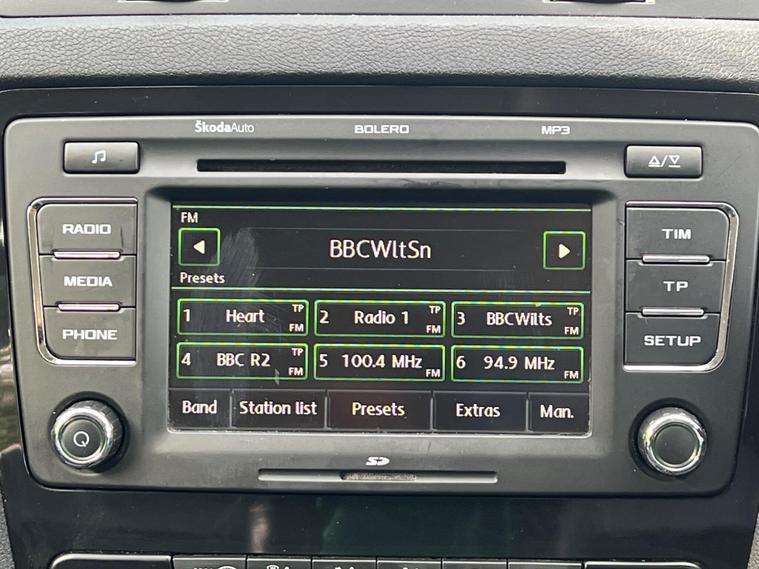 ŠkodaAuto BOLERO MP3
RADIO
MEDIA
PHONE
FM
BBCWltSn
Presets
1 Heart TP FM
2 Radio 1 TP FM
3 BBCWilts TP FM
4 BBC R2 TP FM
5 100.4 MHz FM
6 94.9 MHz FM
Band Station list Presets Extras Man.
TIM
TP
SETUP
SD